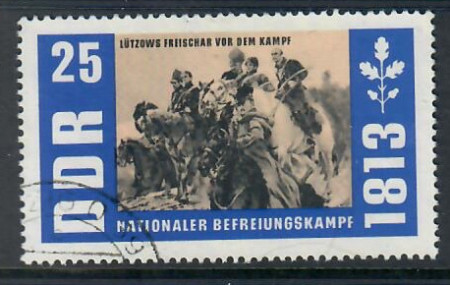 25
DDR
LÜTZOWS FREISCHAR VOR DEM KAMPF
NATIONALER BEFREIUNGSKAMPF
1813